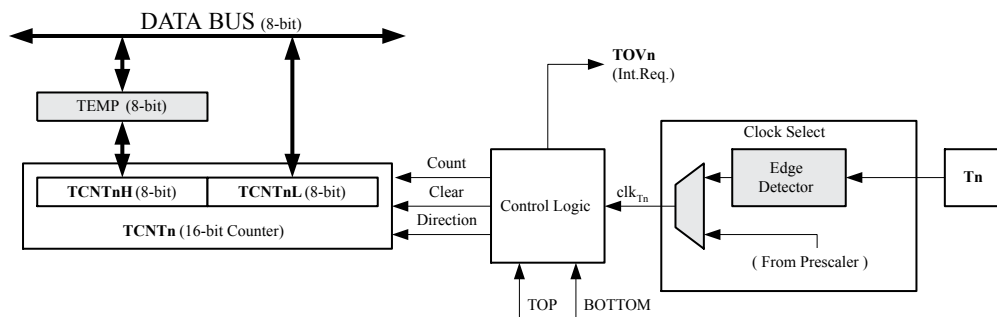 DATA BUS (8-bit)
TOVn
(Int.Req.)
TEMP (8-bit)
Clock Select
Count
Edge
Detector
TCNTnH (8-bit) TCNTnL (8-bit)
Clear
Control Logic
clkTn
Tn
Direction
TCNTn (16-bit Counter)
( From Prescaler )
TOP
BOTTOM